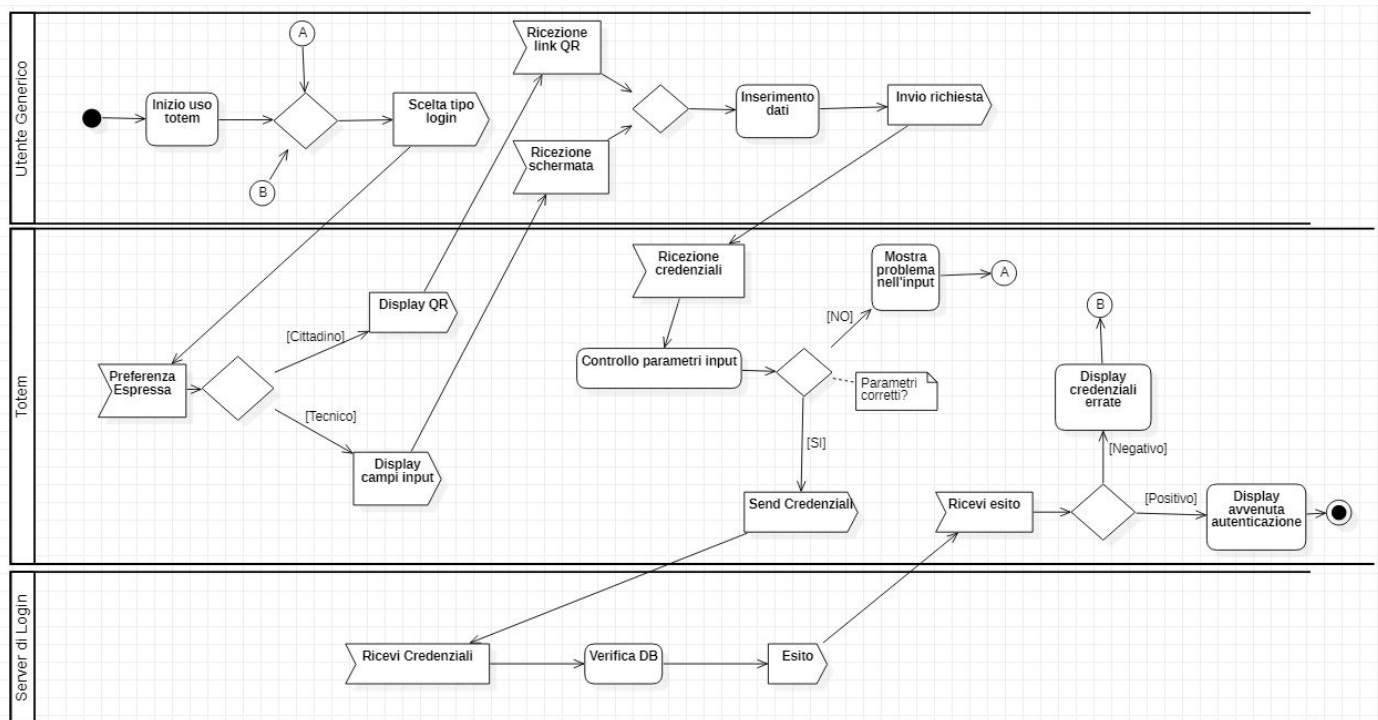 Utente Generico
A
Inizio uso
totem
B
Scelta tipo
login
Ricezione
link QR
Ricezione
schermata
Inserimento
dati
Invio richiesta
Totem
Preferenza
Espressa
[Cittadino]
Display QR
[Tecnico]
Display
campi input
Ricezione
credenziali
Controllo parametri input
[NO]
Mostra
problema
nell'input
A
Parametri
corretti?
[SI]
Send Credenziali
Ricevi esito
B
Display
credenziali
errate
[Negativo]
[Positivo]
Display
avvenuta
autenticazione
Server di Login
Ricevi Credenziali
Verifica DB
Esito